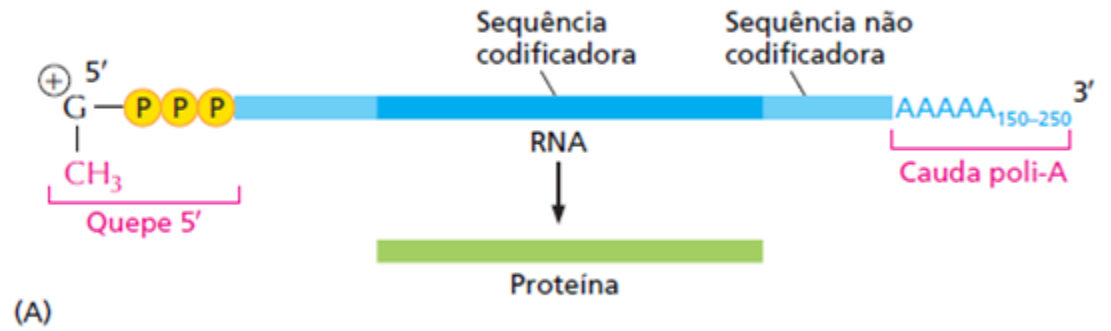 Sequência
codificadora
Sequência não
codificadora
+
5′
G
P P P
AAAAA150–250
3′
CH3
RNA
Cauda poli-A
Quepe 5′
Proteína
(A)